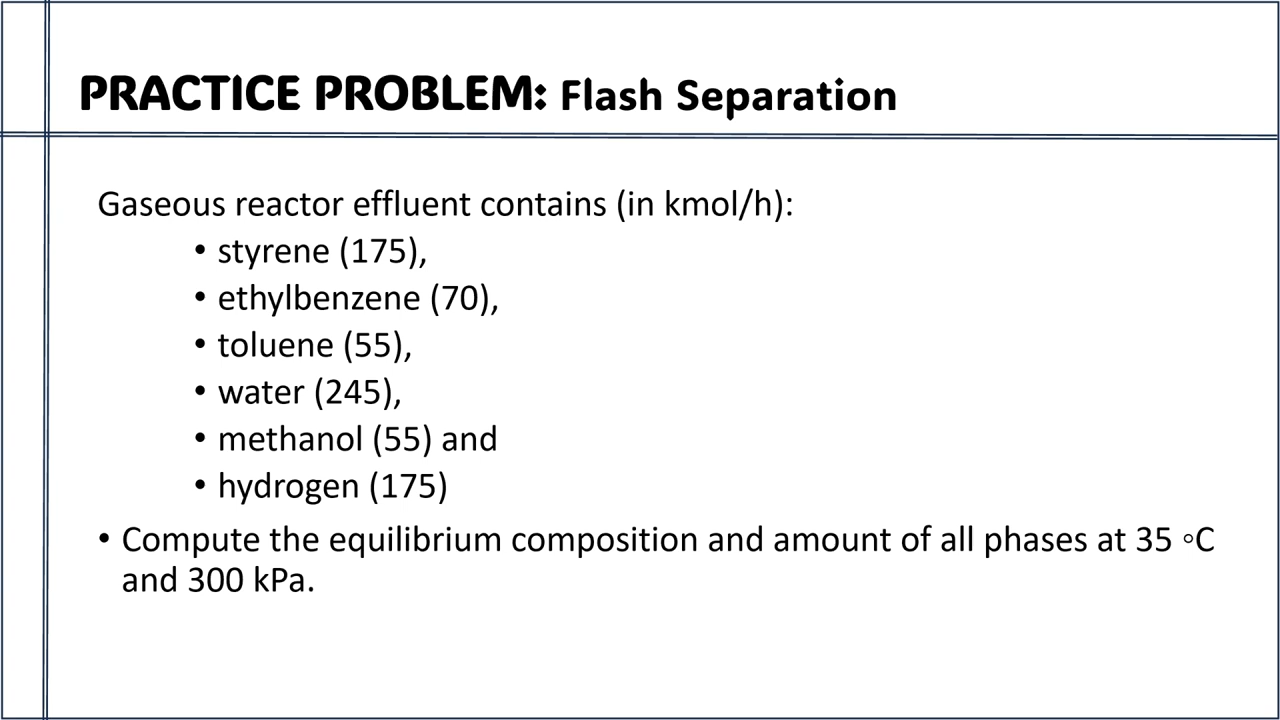 PRACTICE PROBLEM: Flash Separation
Gaseous reactor effluent contains (in kmol/h):
• styrene (175),
• ethylbenzene (70),
• toluene (55),
• water (245),
• methanol (55) and
• hydrogen (175)
• Compute the equilibrium composition and amount of all phases at 35 ◦C
and 300 kPa.